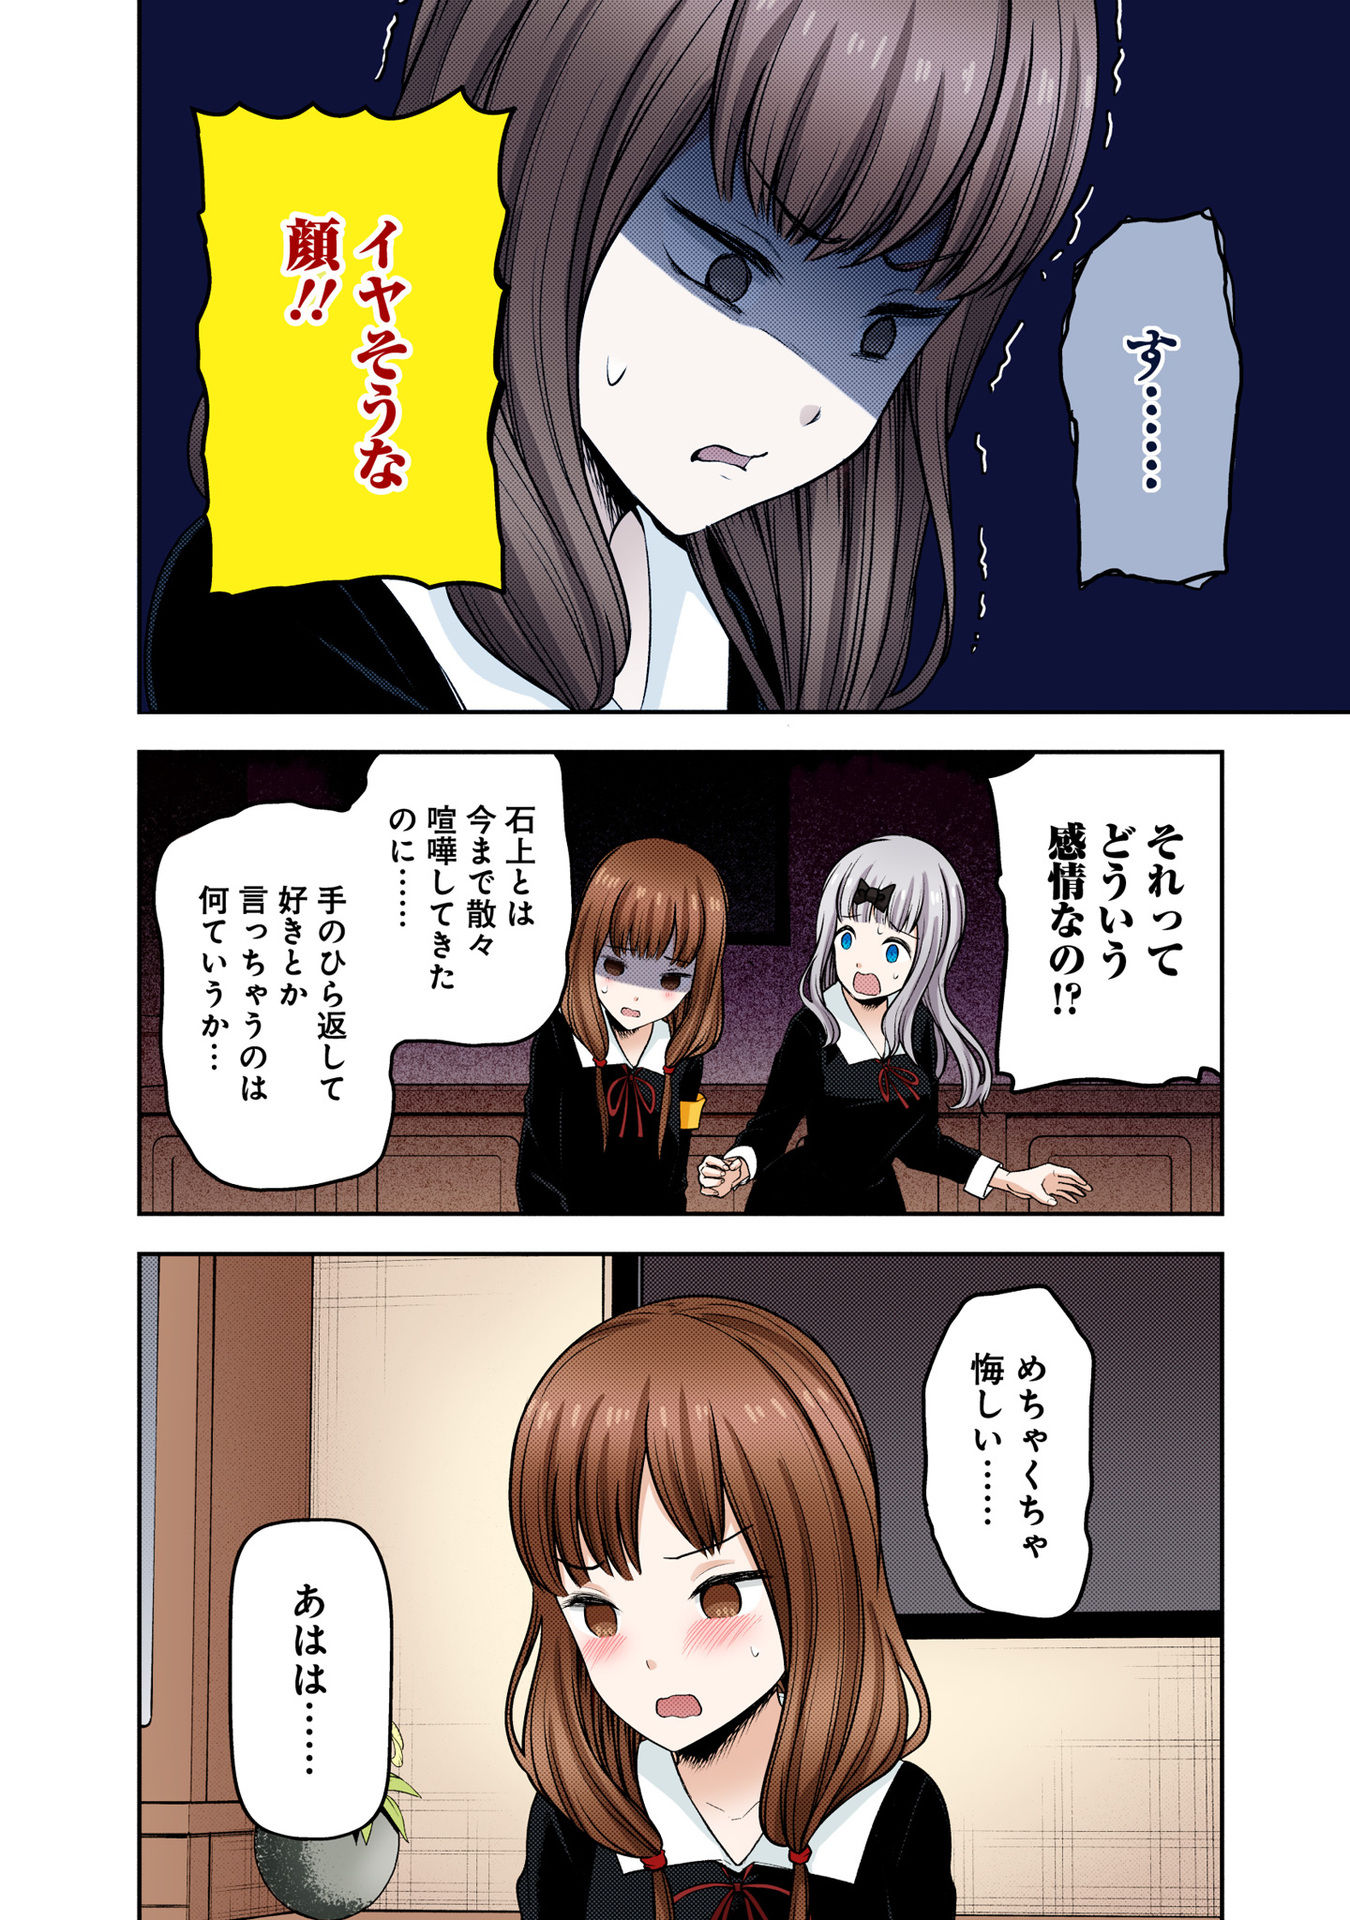 す⋯⋯
イヤそうな
顔!!
それって
どういう
感情なの!?
石上とは
今まで散々
喧嘩してきた
のに⋯⋯
手のひら返して
好きとか
言っちゃうのは
何ていうか⋯
めちゃくちゃ
悔しい⋯⋯
あはは⋯⋯